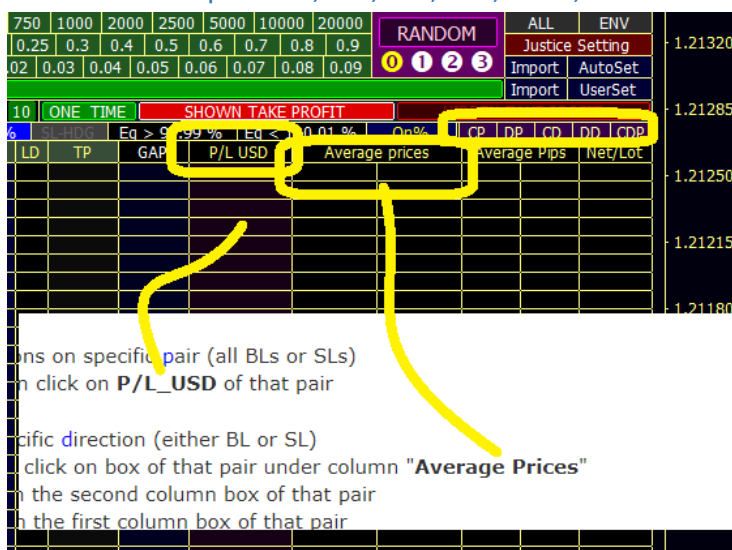 750 1000 2000 2500 5000 10000 20000 RANDOM ALL ENV
0.25 0.3 0.4 0.5 0.6 0.7 0.8 0.9 Justice Setting 1.21320
.02 0.03 0.04 0.05 0.06 0.07 0.08 0.09 0 1 2 3 Import AutoSet
Import UserSet
10 ONE TIME SHOWN TAKE PROFIT 1.21285
% SL-HDG Eq > 99.99 % Eq < 100.01 % On% CP DP CD DD CDP
LD TP GAP P/L USD Average prices Average Pips Net/Lot
1.21250
1.21215
1.21180
ons on specific pair (all BLs or SLs)
n click on P/L_USD of that pair
cific direction (either BL or SL)
click on box of that pair under column "Average Prices"
n the second column box of that pair
n the first column box of that pair